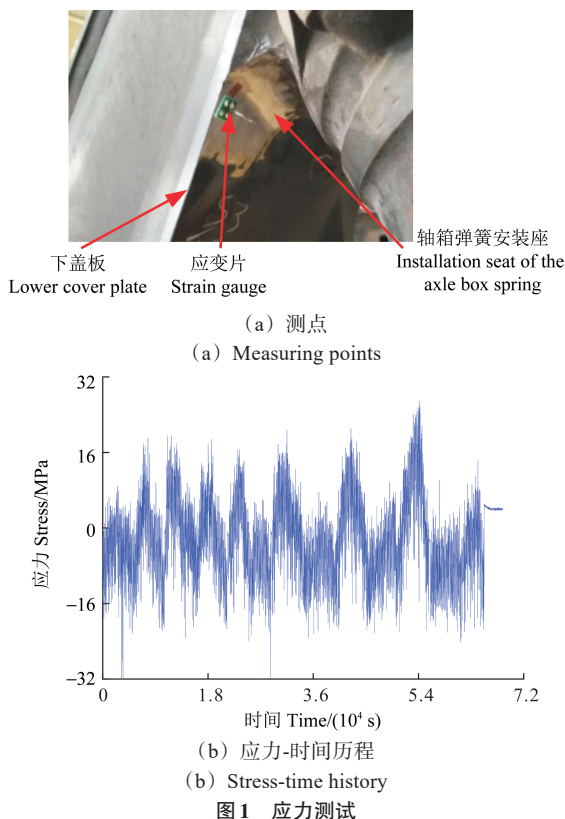 下盖板
Lower cover plate
应变片
Strain gauge
轴箱弹簧安装座
Installation seat of the
axle box spring
（a）测点
（a）Measuring points
应力 Stress/MPa
32
16
0
−16
−32
0 1.8 3.6 5.4 7.2
时间 Time/(10⁴ s)
（b）应力-时间历程
（b）Stress-time history
图1 应力测试